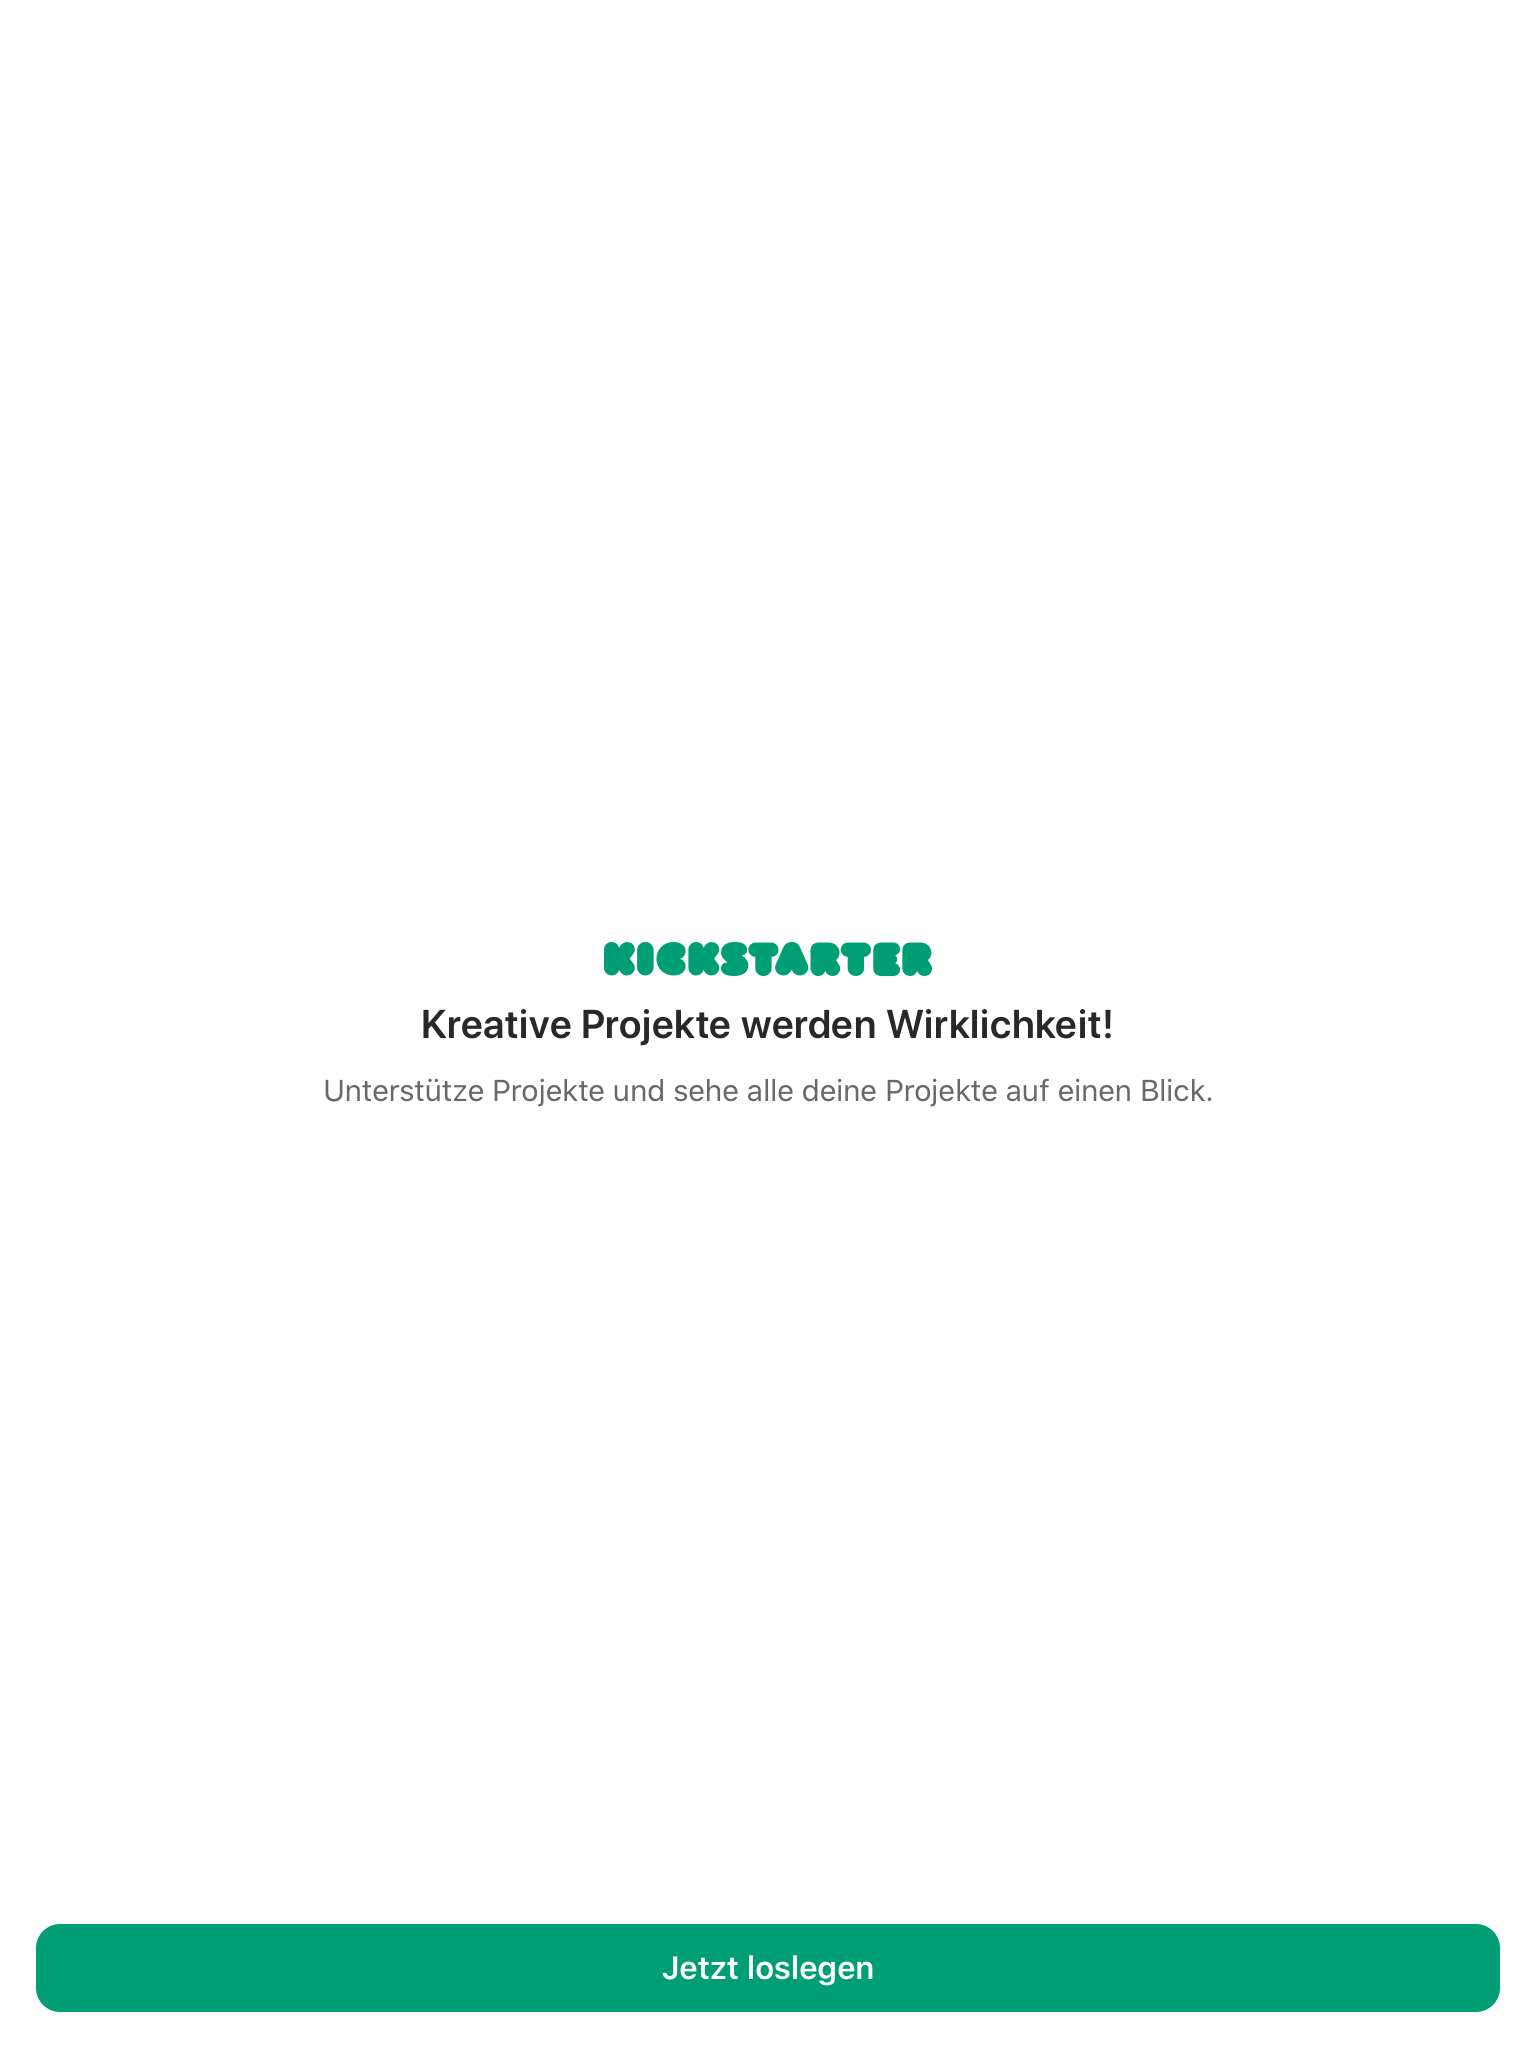 KICKSTARTER
Kreative Projekte werden Wirklichkeit!
Unterstütze Projekte und sehe alle deine Projekte auf einen Blick.
Jetzt loslegen